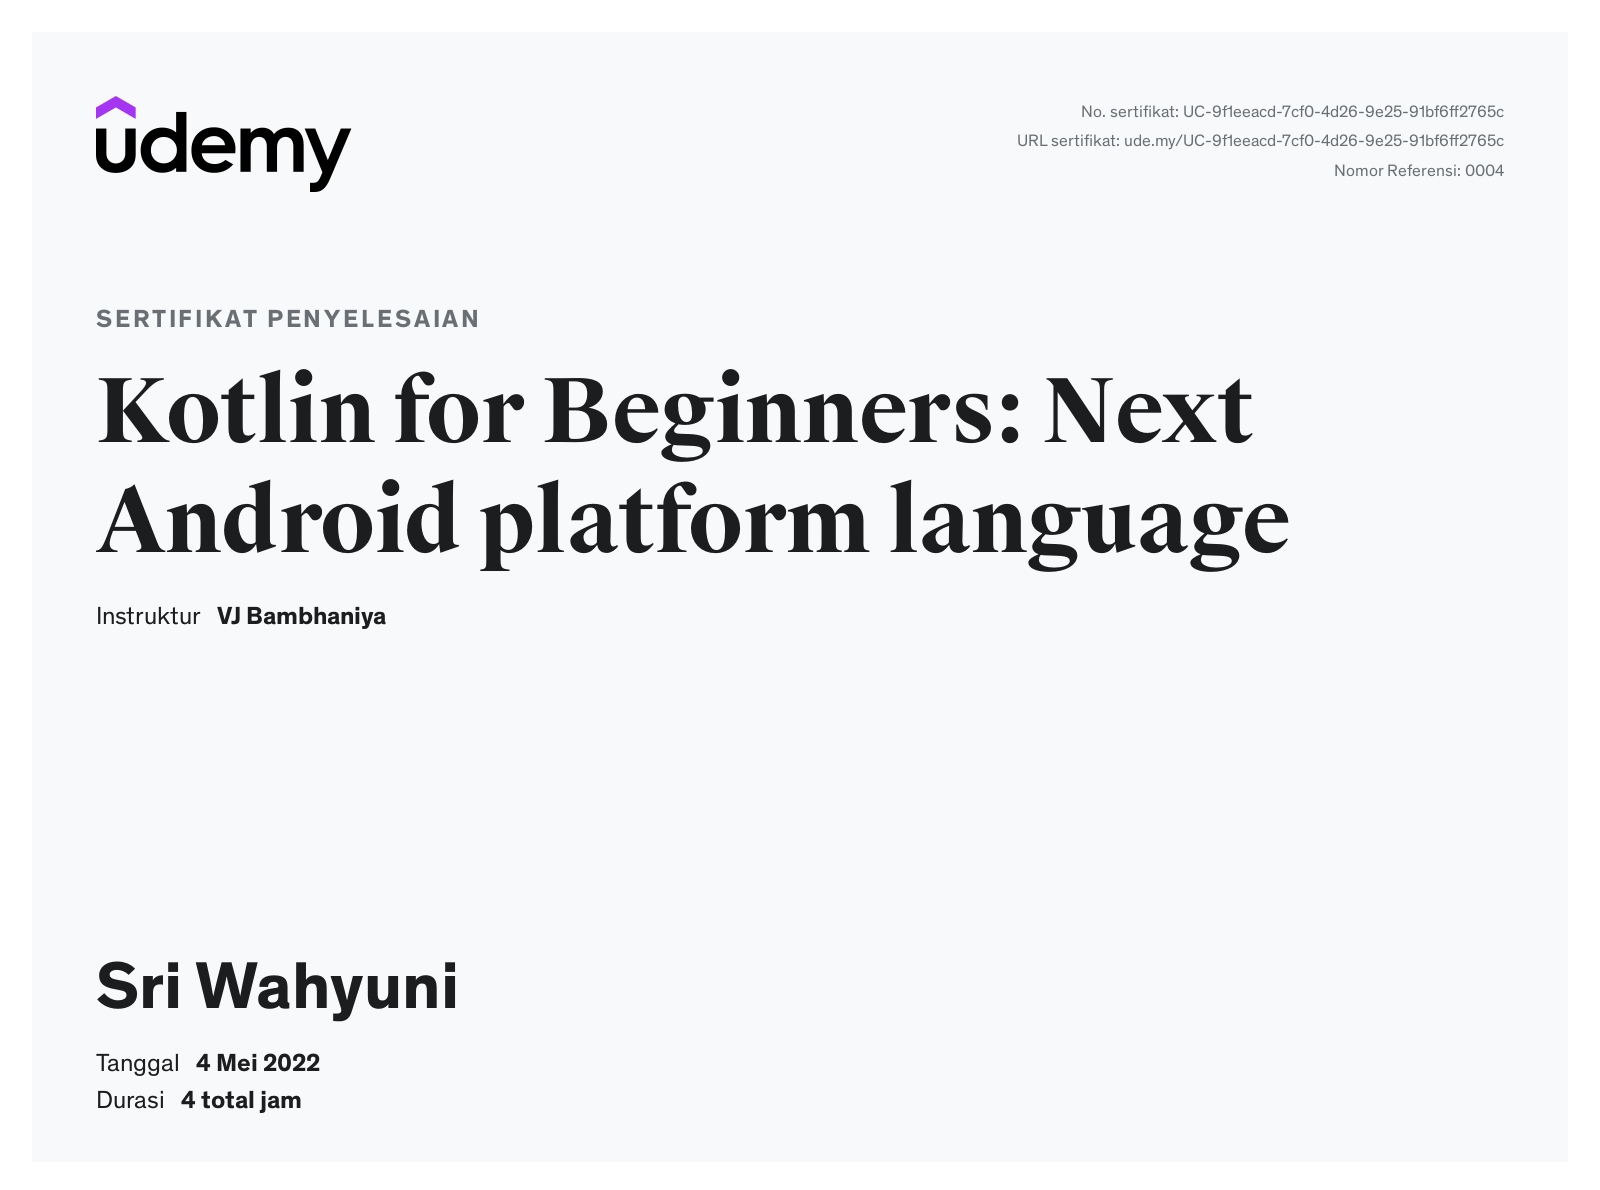 udemy
No. sertifikat: UC-9f1eeacd-7cf0-4d26-9e25-91bf6ff2765c
URL sertifikat: ude.my/UC-9f1eeacd-7cf0-4d26-9e25-91bf6ff2765c
Nomor Referensi: 0004
SERTIFIKAT PENYELESAIAN
Kotlin for Beginners: Next
Android platform language
Instruktur VJ Bambhaniya
Sri Wahyuni
Tanggal 4 Mei 2022
Durasi 4 total jam